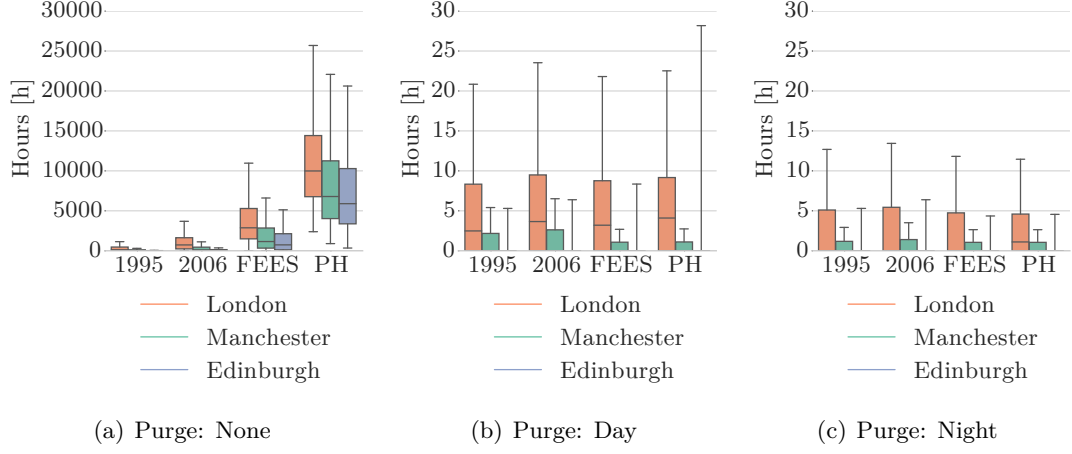 Hours [h]
30000
25000
20000
15000
10000
5000
0
1995 2006 FEES PH
London
Manchester
Edinburgh
(a) Purge: None
Hours [h]
30
25
20
15
10
5
0
1995 2006 FEES PH
London
Manchester
Edinburgh
(b) Purge: Day
Hours [h]
30
25
20
15
10
5
0
1995 2006 FEES PH
London
Manchester
Edinburgh
(c) Purge: Night